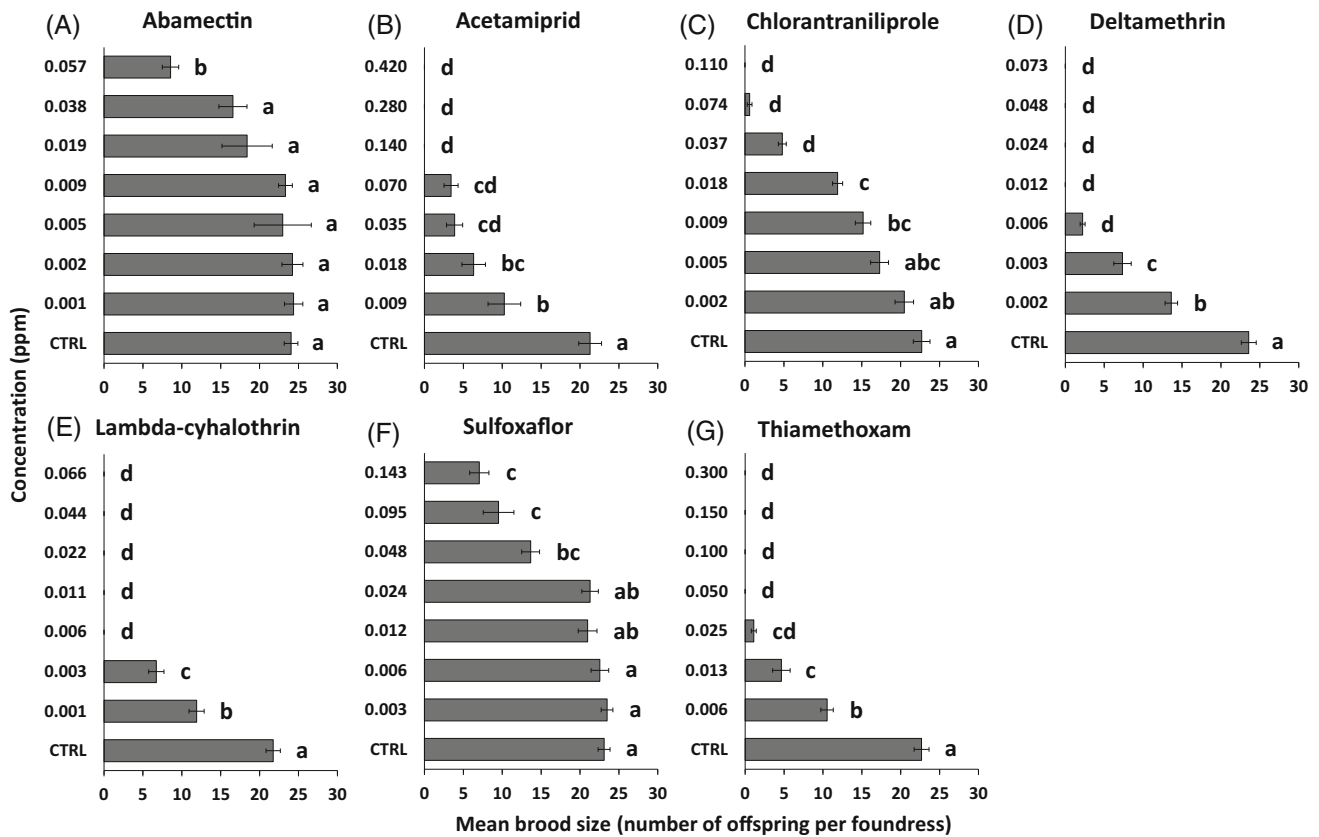 (A) Abamectin
0.057 b
0.038 a
0.019 a
0.009 a
0.005 a
0.002 a
0.001 a
CTRL a
0 5 10 15 20 25 30
(B) Acetamiprid
0.420 d
0.280 d
0.140 d
0.070 cd
0.035 cd
0.018 bc
0.009 b
CTRL a
0 5 10 15 20 25 30
(C) Chlorantraniliprole
0.110 d
0.074 d
0.037 d
0.018 c
0.009 bc
0.005 abc
0.002 ab
CTRL a
0 5 10 15 20 25 30
(D) Deltamethrin
0.073 d
0.048 d
0.024 d
0.012 d
0.006 d
0.003 c
0.002 b
CTRL a
0 5 10 15 20 25 30
Concentration (ppm)
(E) Lambda-cyhalothrin
0.066 d
0.044 d
0.022 d
0.011 d
0.006 d
0.003 c
0.001 b
CTRL a
0 5 10 15 20 25 30
(F) Sulfoxaflor
0.143 c
0.095 c
0.048 bc
0.024 ab
0.012 ab
0.006 a
0.003 a
CTRL a
0 5 10 15 20 25 30
(G) Thiamethoxam
0.300 d
0.150 d
0.100 d
0.050 d
0.025 cd
0.013 c
0.006 b
CTRL a
0 5 10 15 20 25 30
Mean brood size (number of offspring per foundress)